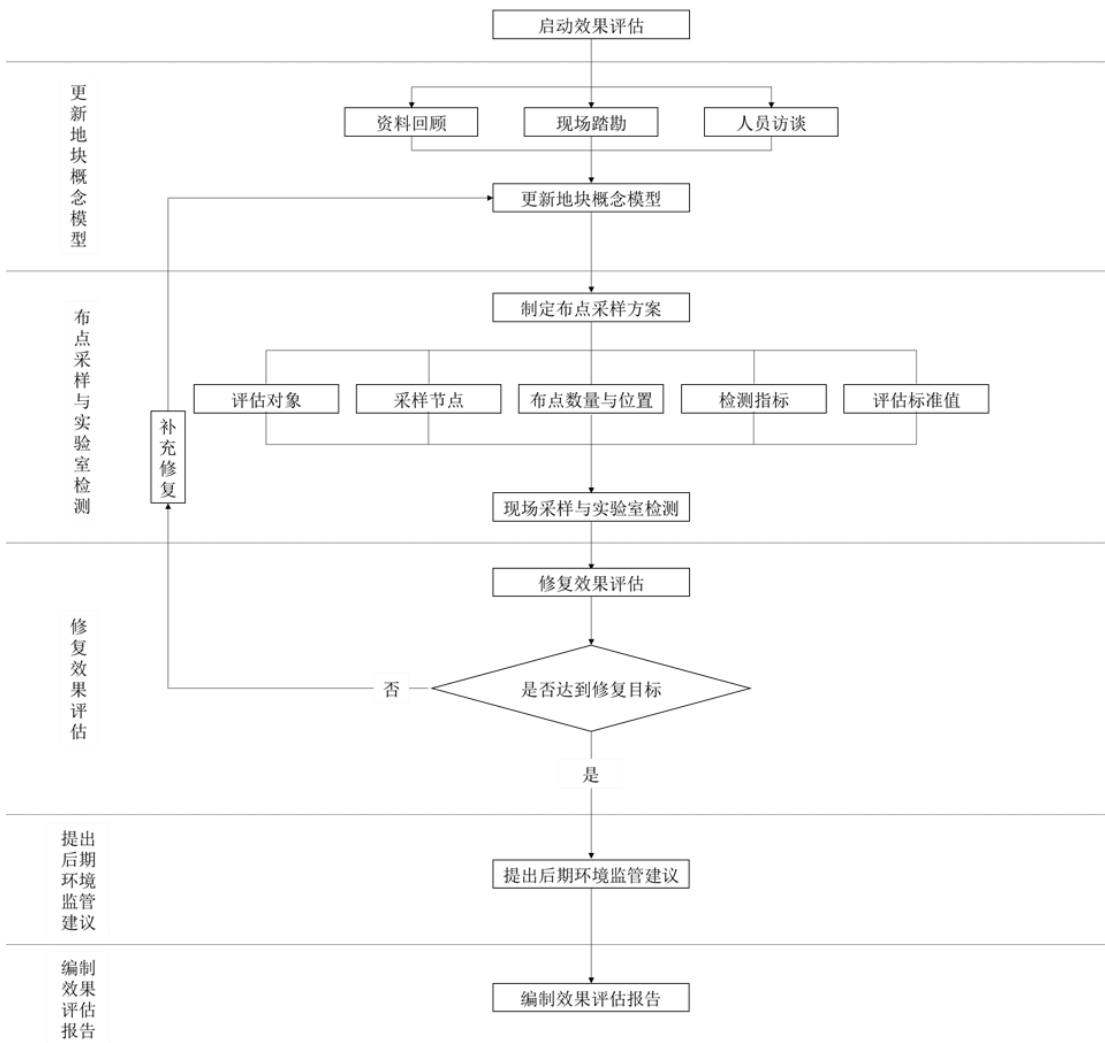 启动效果评估
更新地块概念模型
资料回顾
现场踏勘
人员访谈
更新地块概念模型
布点采样与实验室检测
制定布点采样方案
评估对象
采样节点
布点数量与位置
检测指标
评估标准值
补充修复
现场采样与实验室检测
修复效果评估
修复效果评估
是否达到修复目标
否
是
提出
后期
环境
监管
建议
提出后期环境监管建议
编制
效果
评估
报告
编制效果评估报告